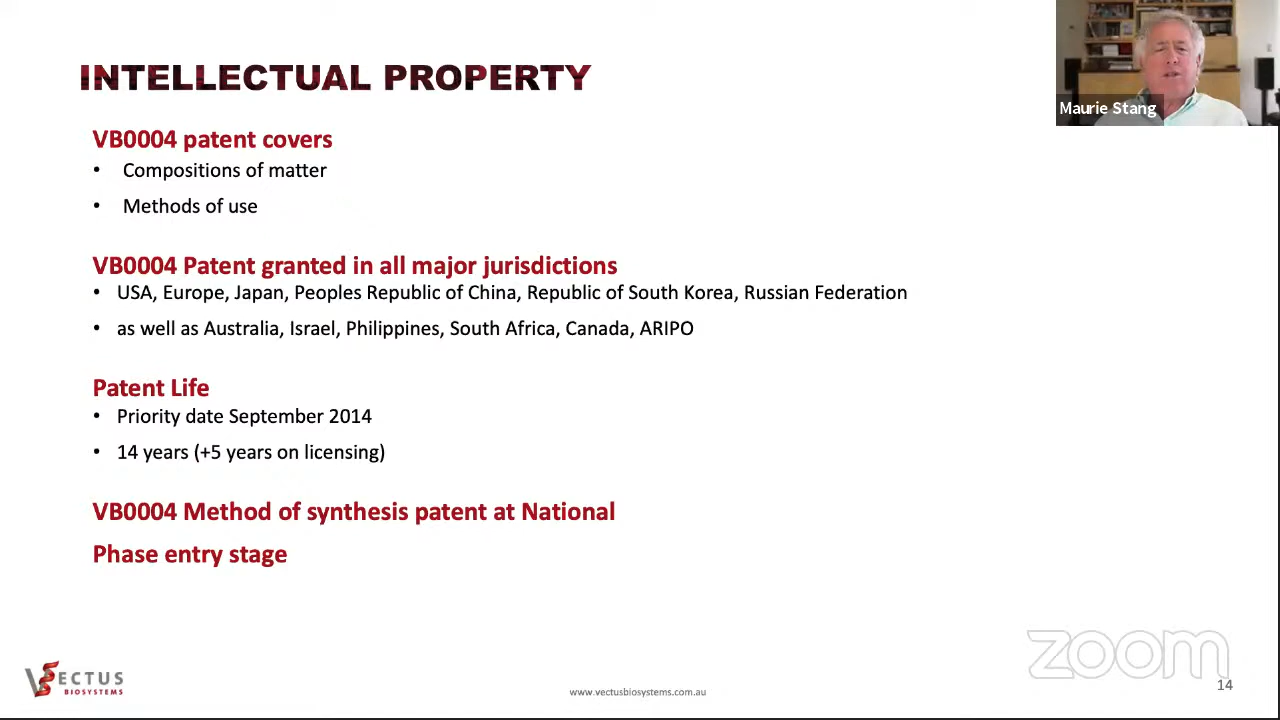 INTELLECTUAL PROPERTY
Maurie Stang
VB0004 patent covers
• Compositions of matter
• Methods of use
VB0004 Patent granted in all major jurisdictions
• USA, Europe, Japan, Peoples Republic of China, Republic of South Korea, Russian Federation
• as well as Australia, Israel, Philippines, South Africa, Canada, ARIPO
Patent Life
• Priority date September 2014
• 14 years (+5 years on licensing)
VB0004 Method of synthesis patent at National
Phase entry stage
zoom
VECTUS
BIOSYSTEMS
www.vectusbiosystems.com.au
14